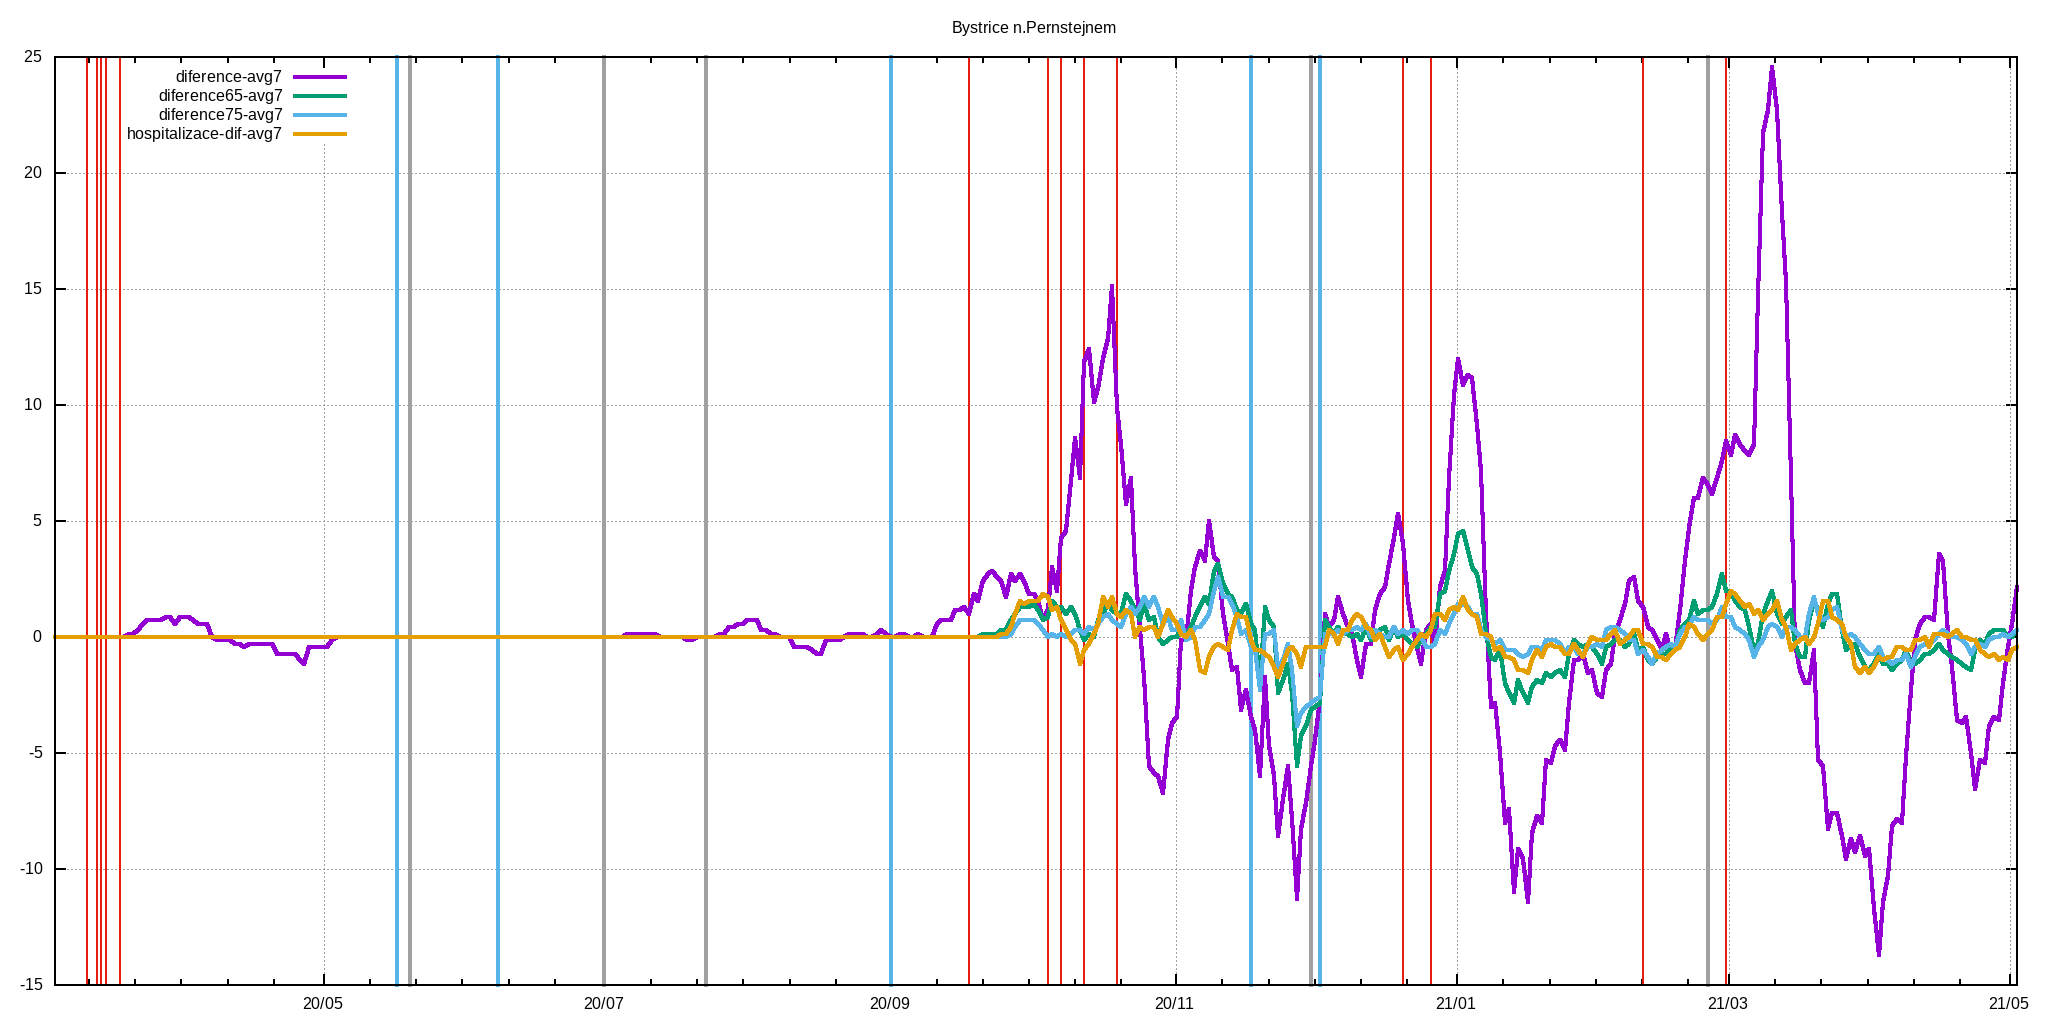 Bystrice n.Pernstejnem
25
20
15
10
5
0
-5
-10
-15
diference-avg7
diference65-avg7
diference75-avg7
hospitalizace-dif-avg7
20/05 20/07 20/09 20/11 21/01 21/03 21/05